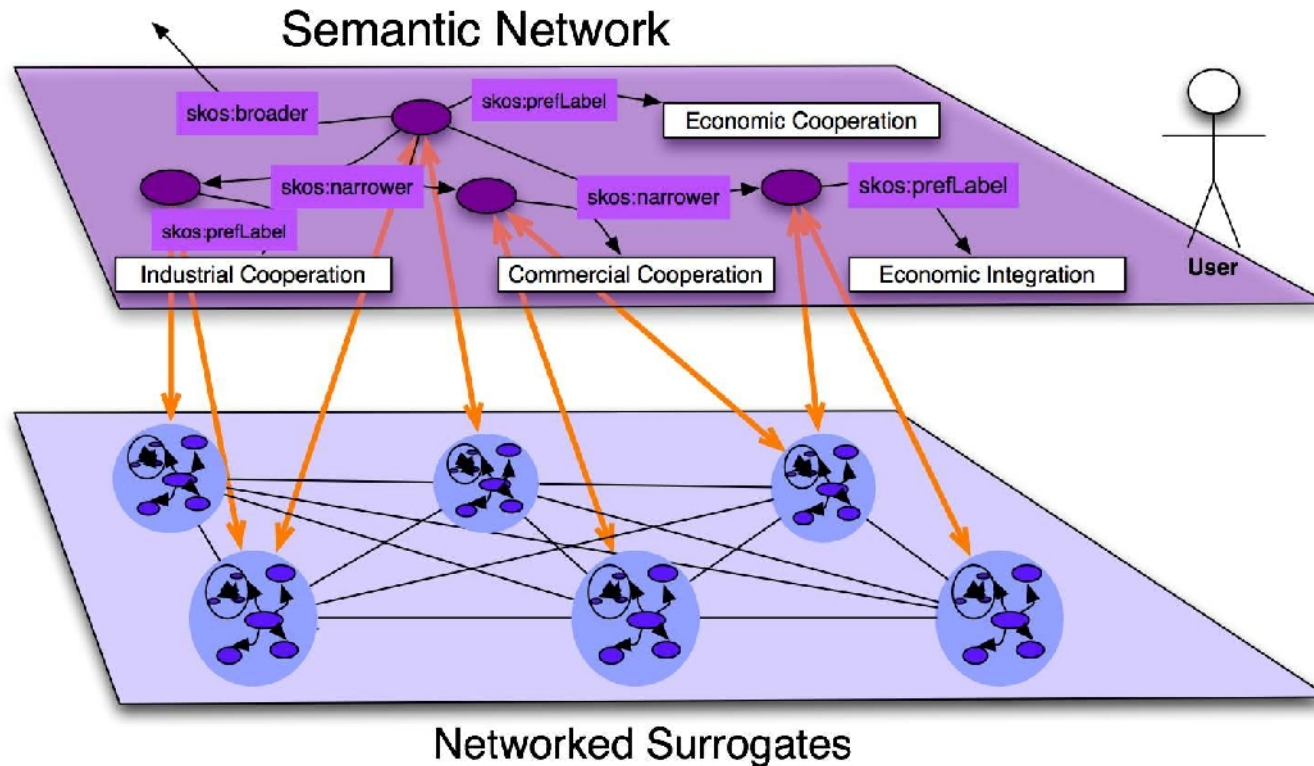 Semantic Network
skos:prefLabel
skos:broader
Economic Cooperation
skos:narrower
skos:narrower
skos:prefLabel
skos:prefLabel
Industrial Cooperation
Commercial Cooperation
Economic Integration
User
Networked Surrogates